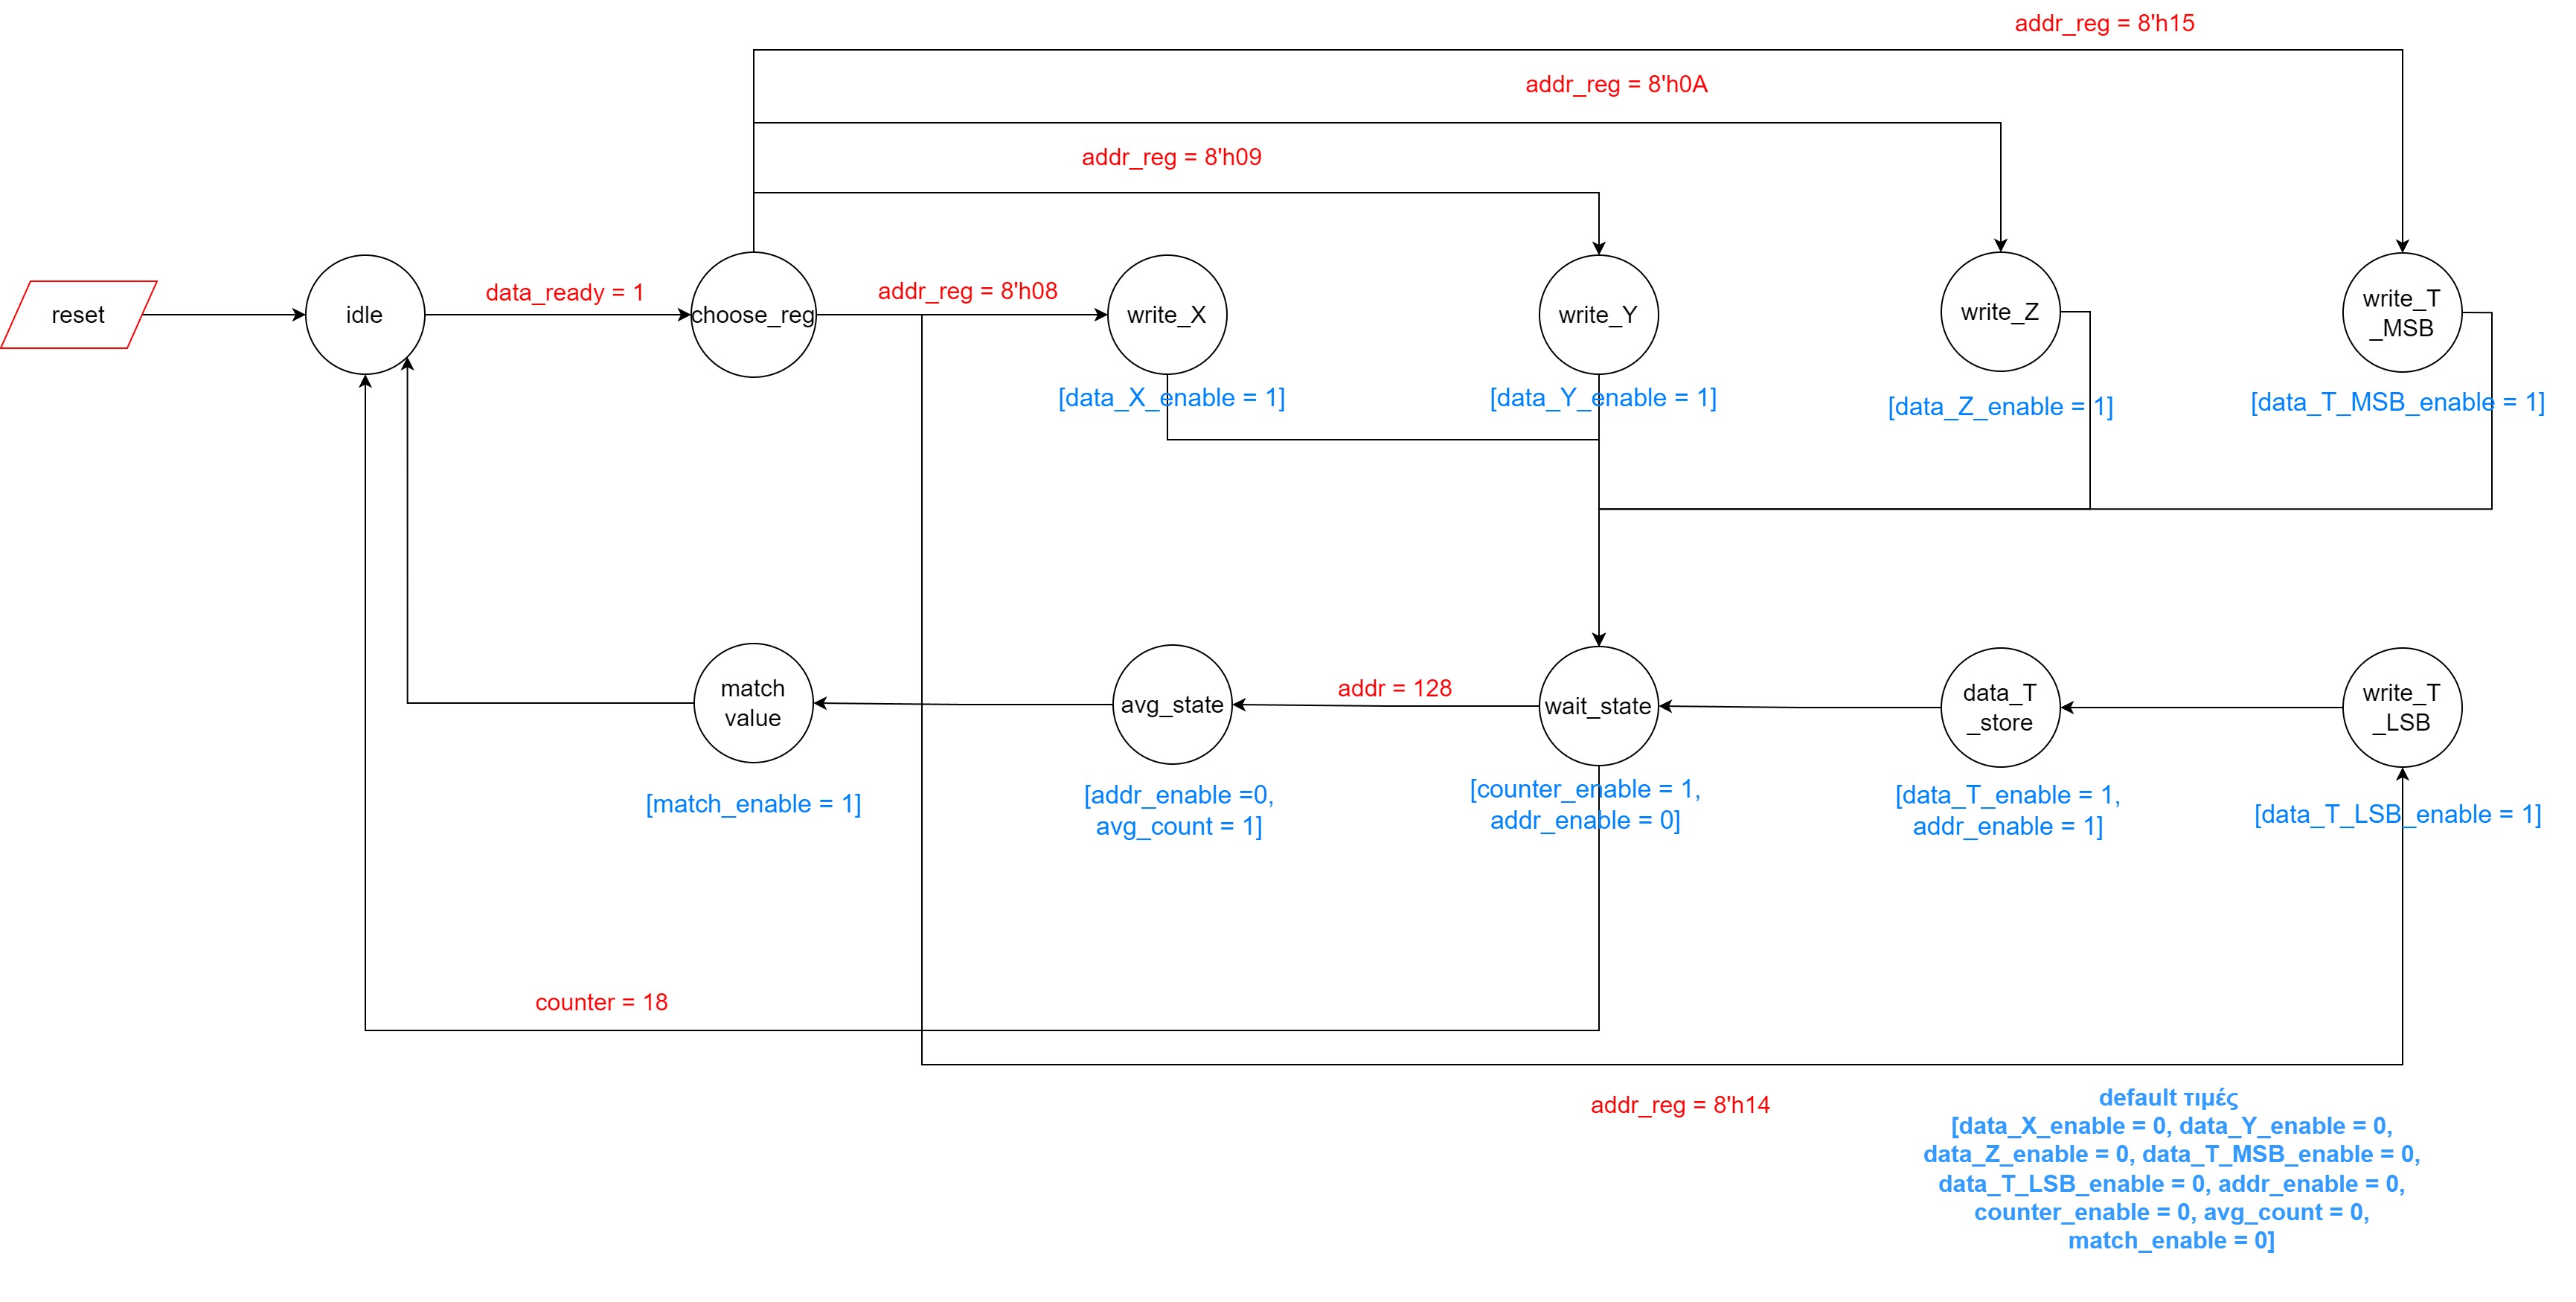 addr_reg = 8'h15
addr_reg = 8'h0A
addr_reg = 8'h09
reset
idle
data_ready = 1
choose_reg
addr_reg = 8'h08
write_X
write_Y
write_Z
write_T
_MSB
[data_X_enable = 1]
[data_Y_enable = 1]
[data_Z_enable = 1]
[data_T_MSB_enable = 1]
match
value
avg_state
addr = 128
wait_state
data_T
_store
write_T
_LSB
[match_enable = 1]
[addr_enable =0,
avg_count = 1]
[counter_enable = 1,
addr_enable = 0]
[data_T_enable = 1,
addr_enable = 1]
[data_T_LSB_enable = 1]
counter = 18
addr_reg = 8'h14
default τιμές
[data_X_enable = 0, data_Y_enable = 0,
data_Z_enable = 0, data_T_MSB_enable = 0,
data_T_LSB_enable = 0, addr_enable = 0,
counter_enable = 0, avg_count = 0,
match_enable = 0]